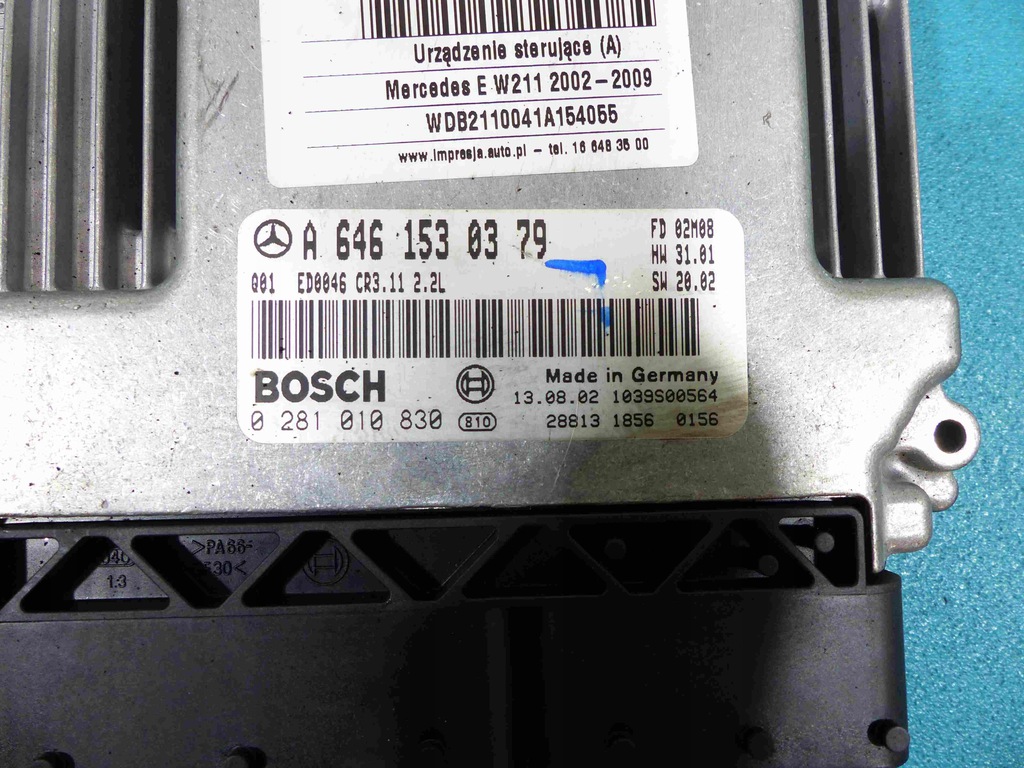 Urządzenie sterujące (A)
Mercedes E W211 2002-2009
WDB2110041A154055
www.impresja.auto.pl - tel. 16 648 35 00
A 646 153 03 79
FD 02M08
HW 31.01
Q01 ED0046 CR3.11 2.2L
SW 20.02
BOSCH
Made in Germany
13.08.02 1039S00564
0 281 010 830 810
28813 1856 0156
>PA66-
1.3